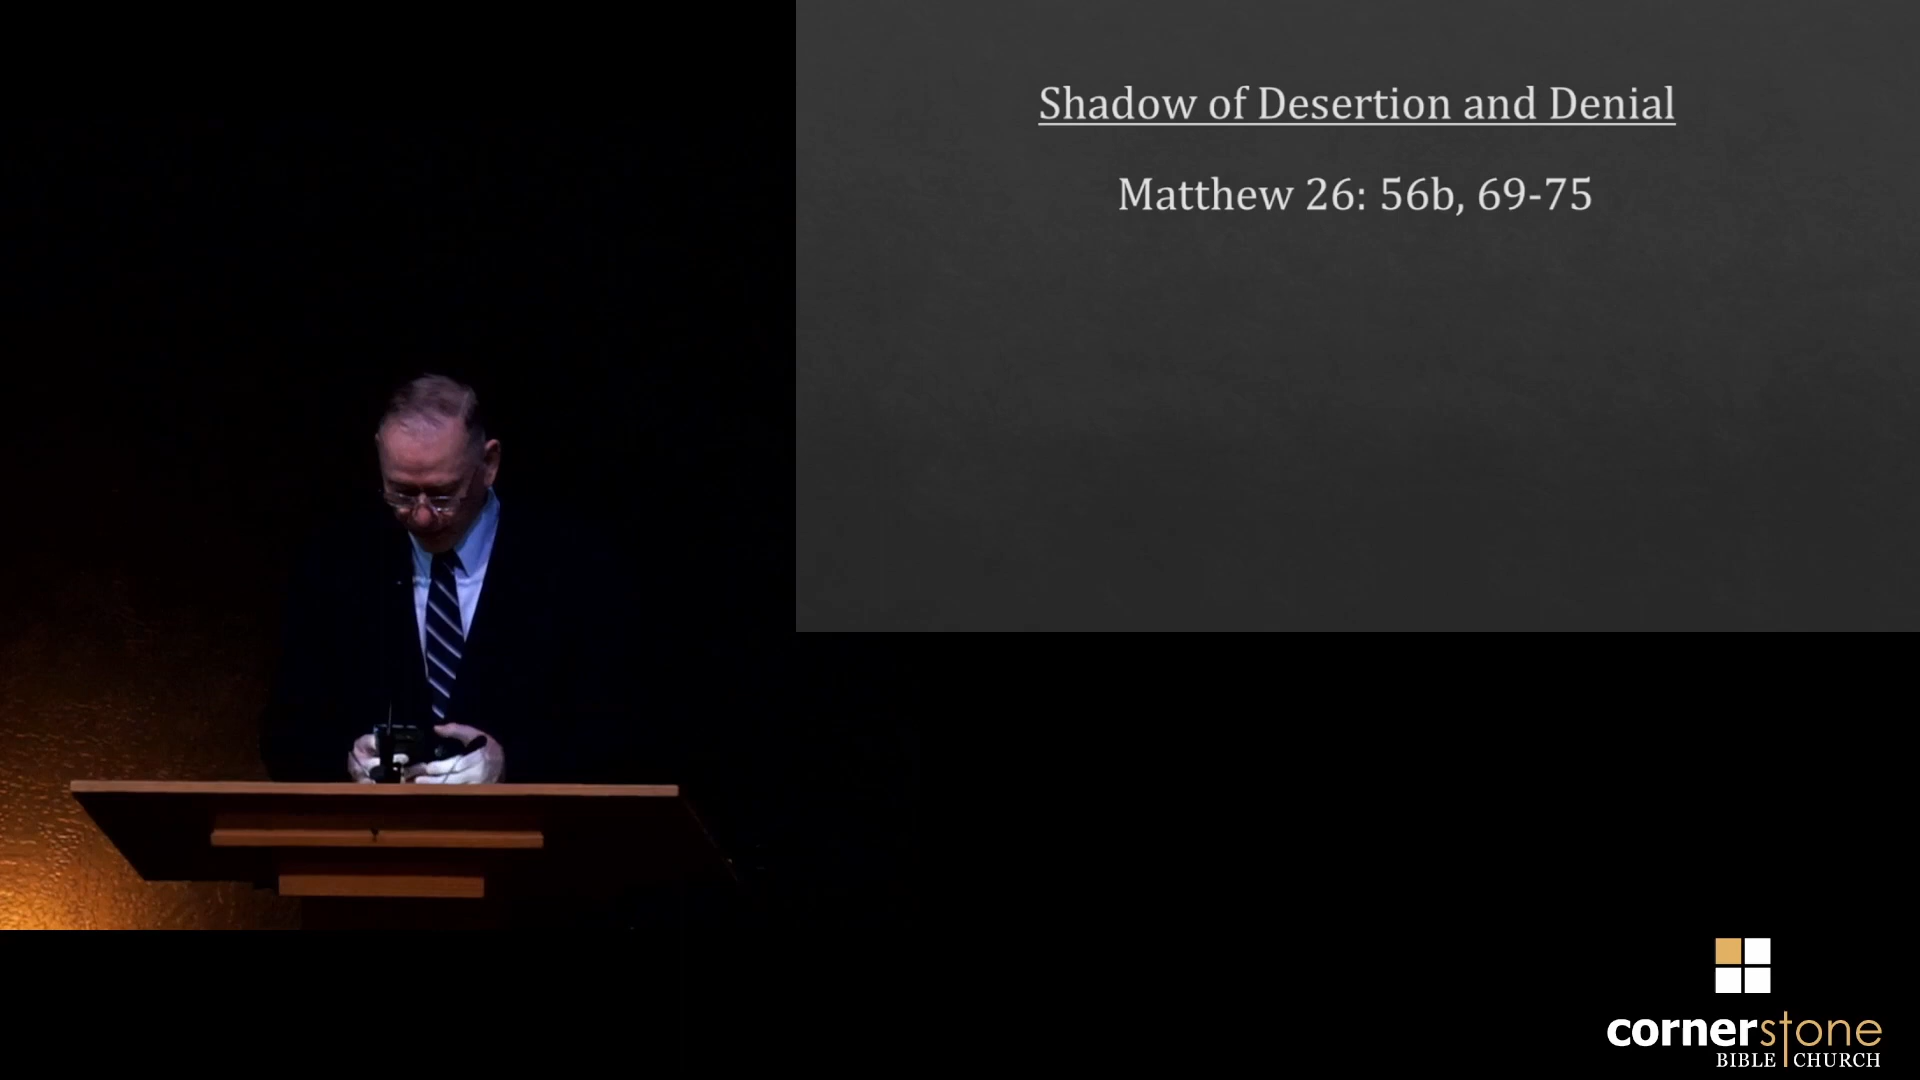 Shadow of Desertion and Denial
Matthew 26: 56b, 69-75
cornerstone
BIBLE CHURCH